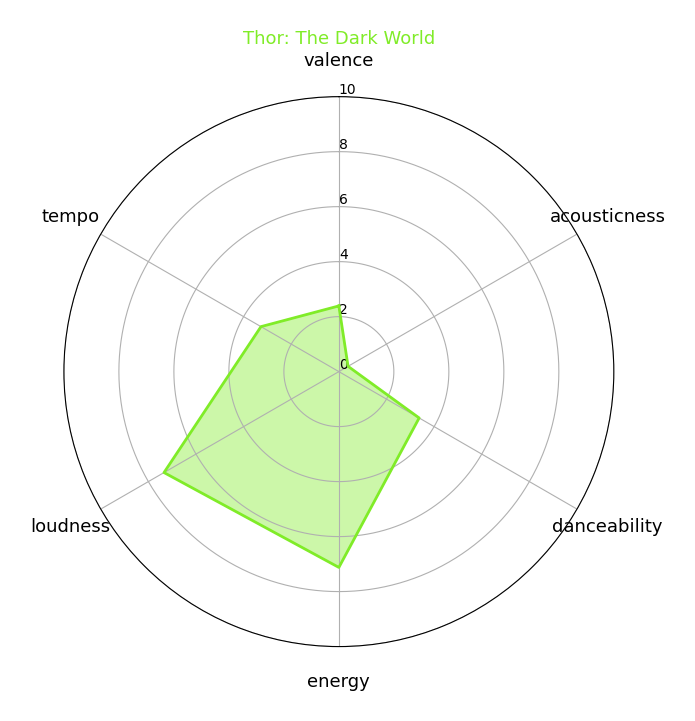 Thor: The Dark World
valence
10
8
6
4
2
0
tempo
acousticness
loudness
danceability
energy